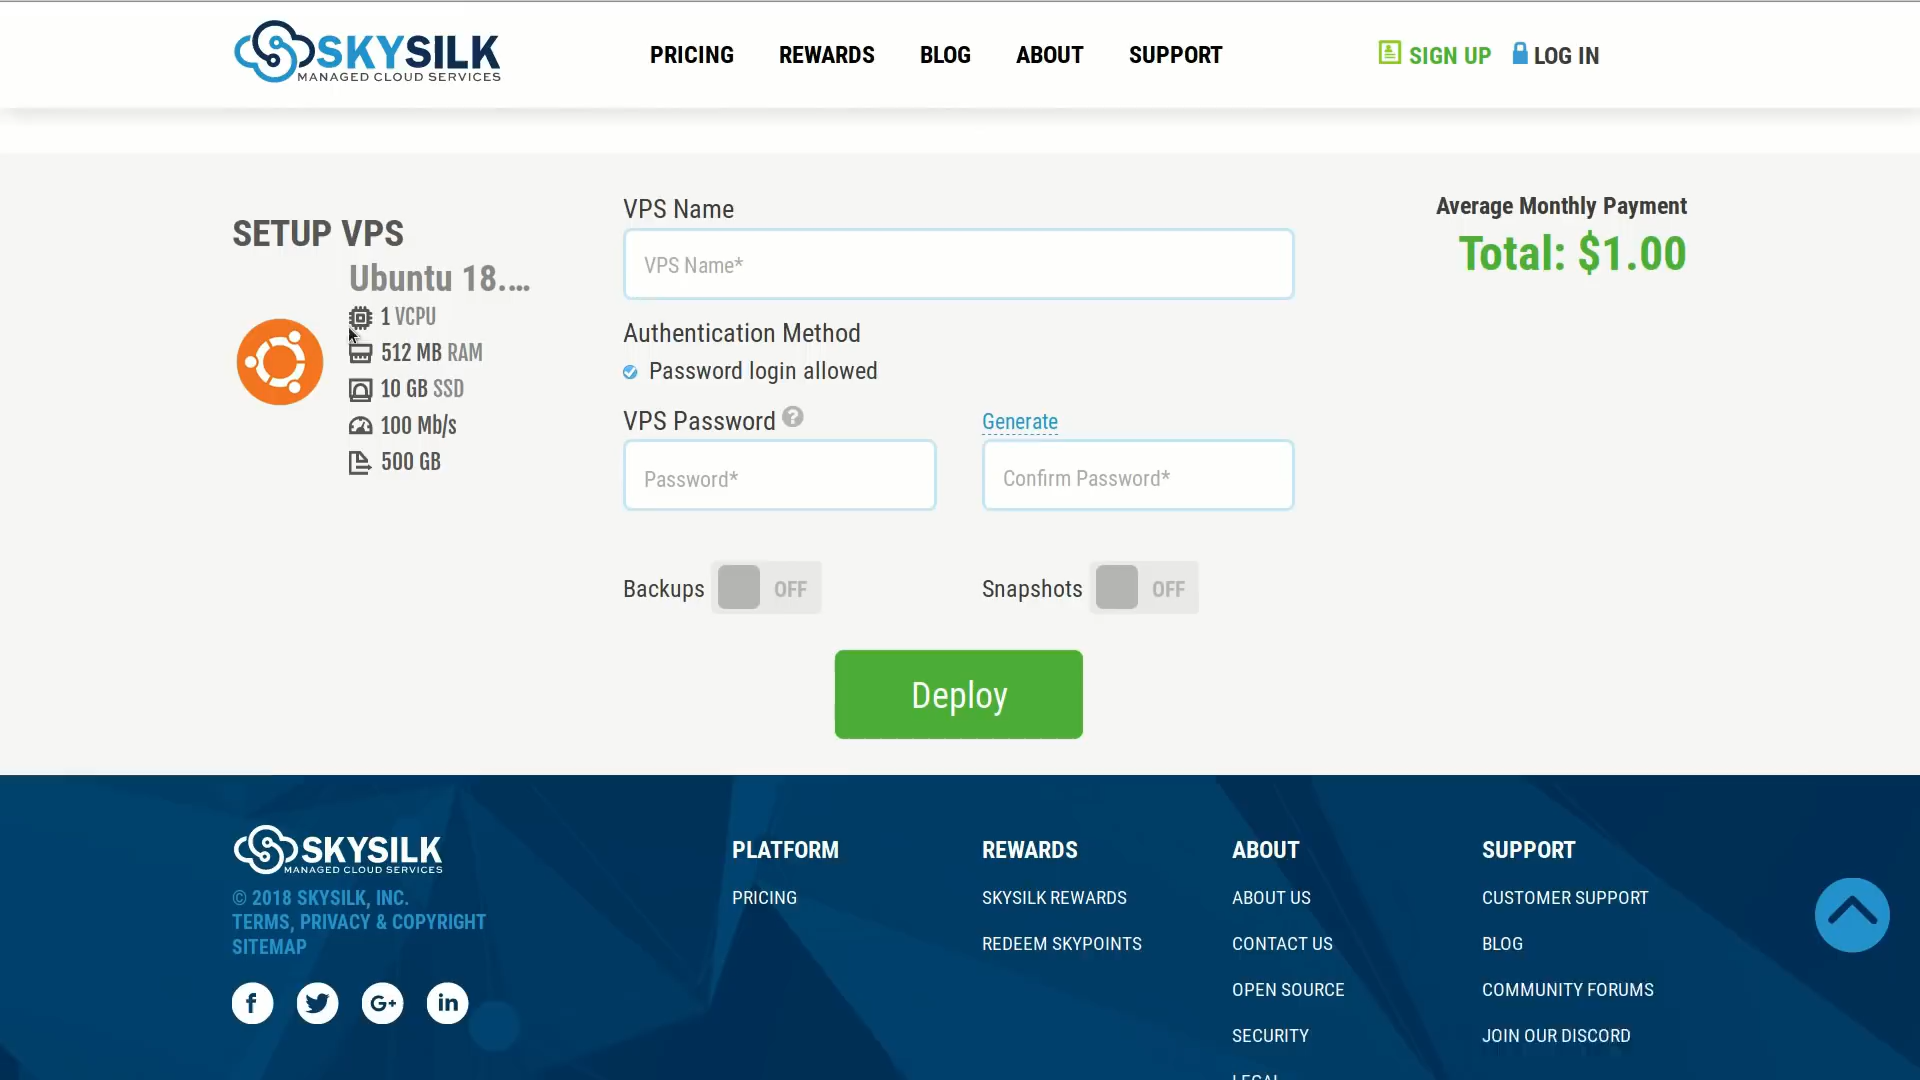 SKYSILK
MANAGED CLOUD SERVICES
PRICING
REWARDS
BLOG
ABOUT
SUPPORT
SIGN UP
LOG IN
SETUP VPS
Ubuntu 18....
1 VCPU
512 MB RAM
10 GB SSD
100 Mb/s
500 GB
VPS Name
VPS Name*
Authentication Method
Password login allowed
VPS Password ?
Generate
Password*
Confirm Password*
Backups OFF
Snapshots OFF
Deploy
Average Monthly Payment
Total: $1.00
SKYSILK
MANAGED CLOUD SERVICES
© 2018 SKYSILK, INC.
TERMS, PRIVACY & COPYRIGHT
SITEMAP
f
G+
in
PLATFORM
PRICING
REWARDS
SKYSILK REWARDS
REDEEM SKYPOINTS
ABOUT
ABOUT US
CONTACT US
OPEN SOURCE
SECURITY
LEGAL
SUPPORT
CUSTOMER SUPPORT
BLOG
COMMUNITY FORUMS
JOIN OUR DISCORD